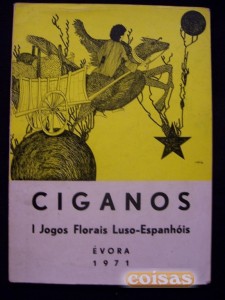 CIGANOS
I Jogos Florais Luso-Espanhóis
ÉVORA
1971
coisas